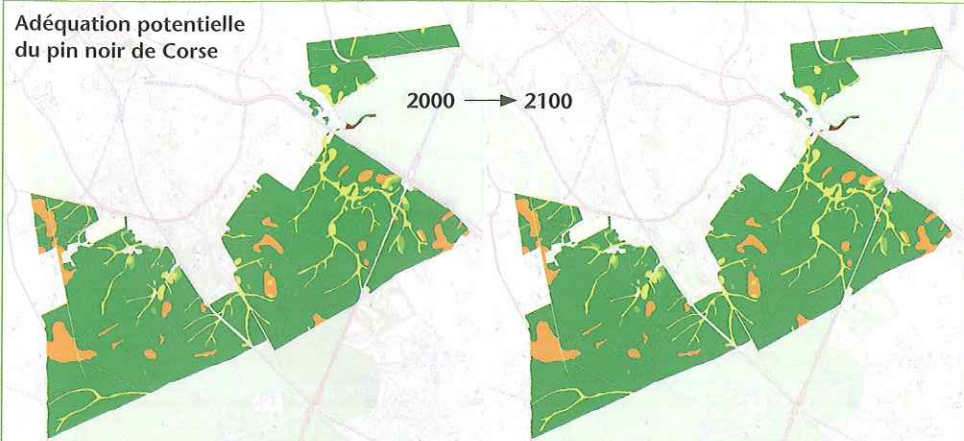 Adéquation potentielle
du pin noir de Corse
2000 → 2100